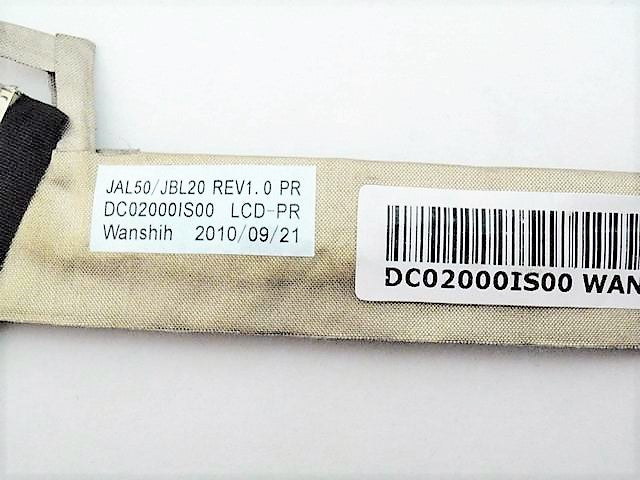 JAL50/JBL20 REV1.0 PR
DC02000IS00 LCD-PR
Wanshih 2010/09/21
DC02000IS00 WAN